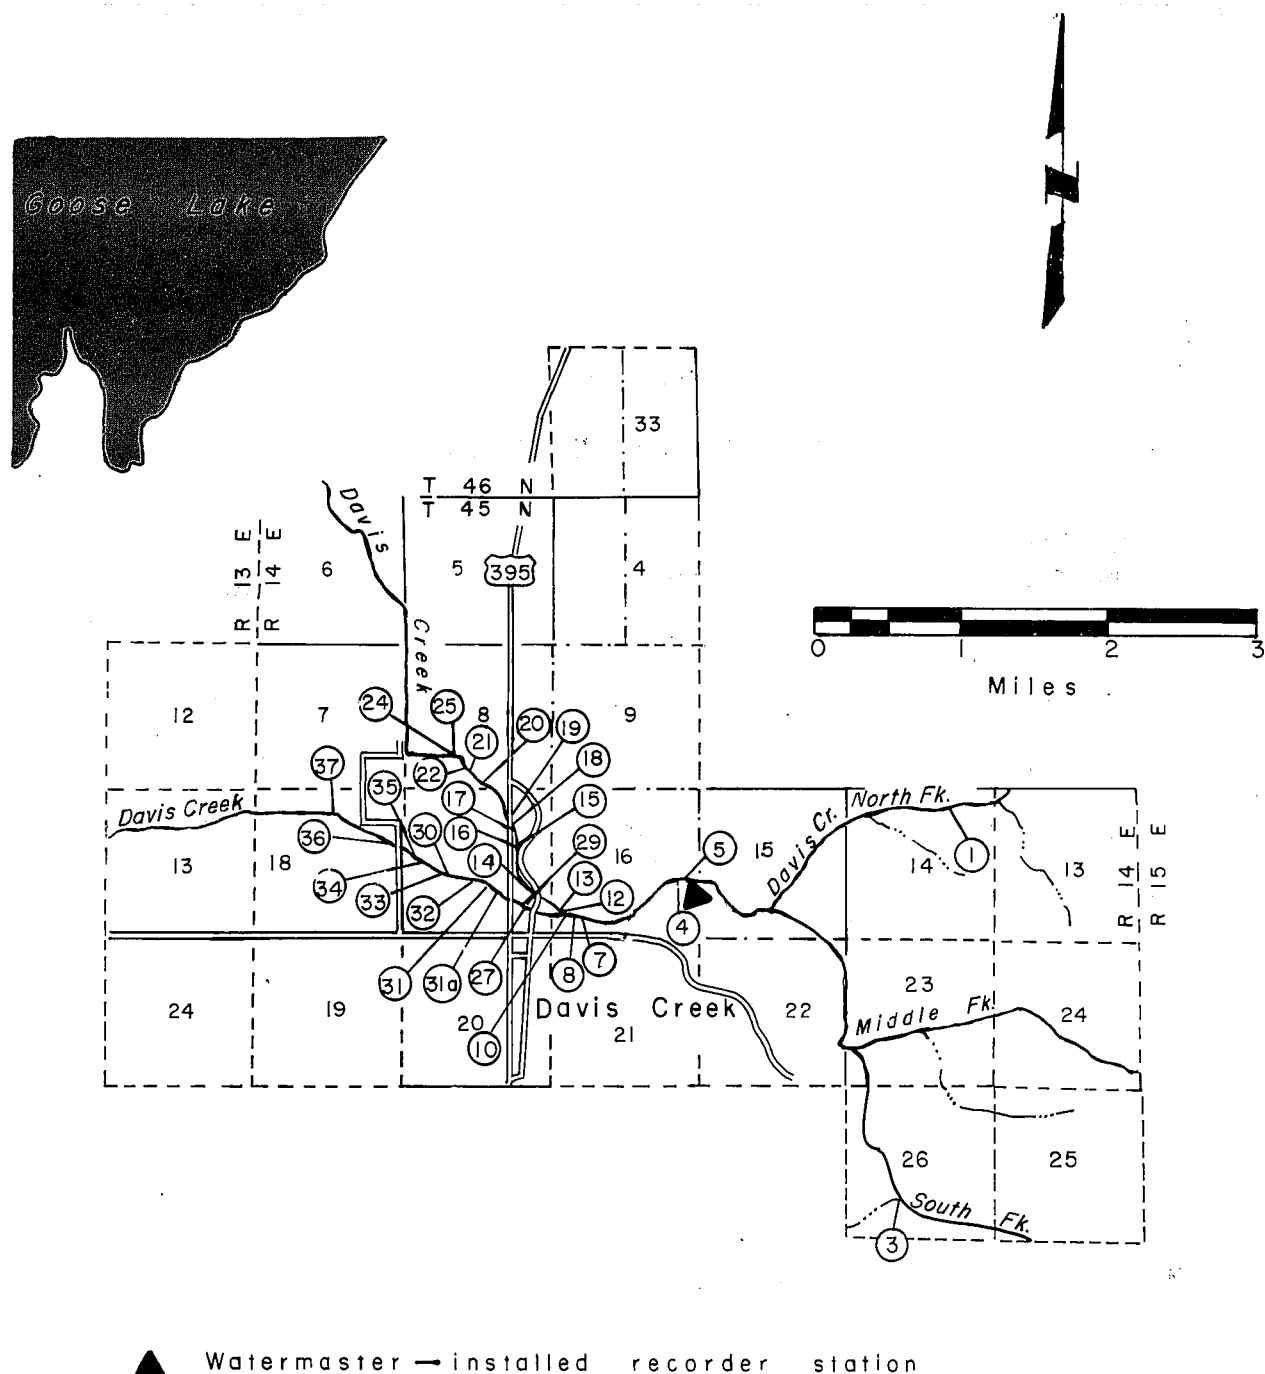 Goose Lake
N
33
T 46 N
T 45 N
R 13 E
R 14 E
Davis Creek
6
5
395
4
0 1 2 3
Miles
12
7
8
9
24
25
20
19
21
18
22
37
35
17
15
Davis Creek
North Fk.
Davis Cr.
36
30
16
29
16
5
15
14
1
13
R 14 E
R 15 E
13
18
14
13
12
34
33
32
4
31
31a
27
8
7
24
19
20
10
Davis Creek
21
22
23
Middle Fk.
24
26
25
South Fk.
3
Watermaster – installed recorder station